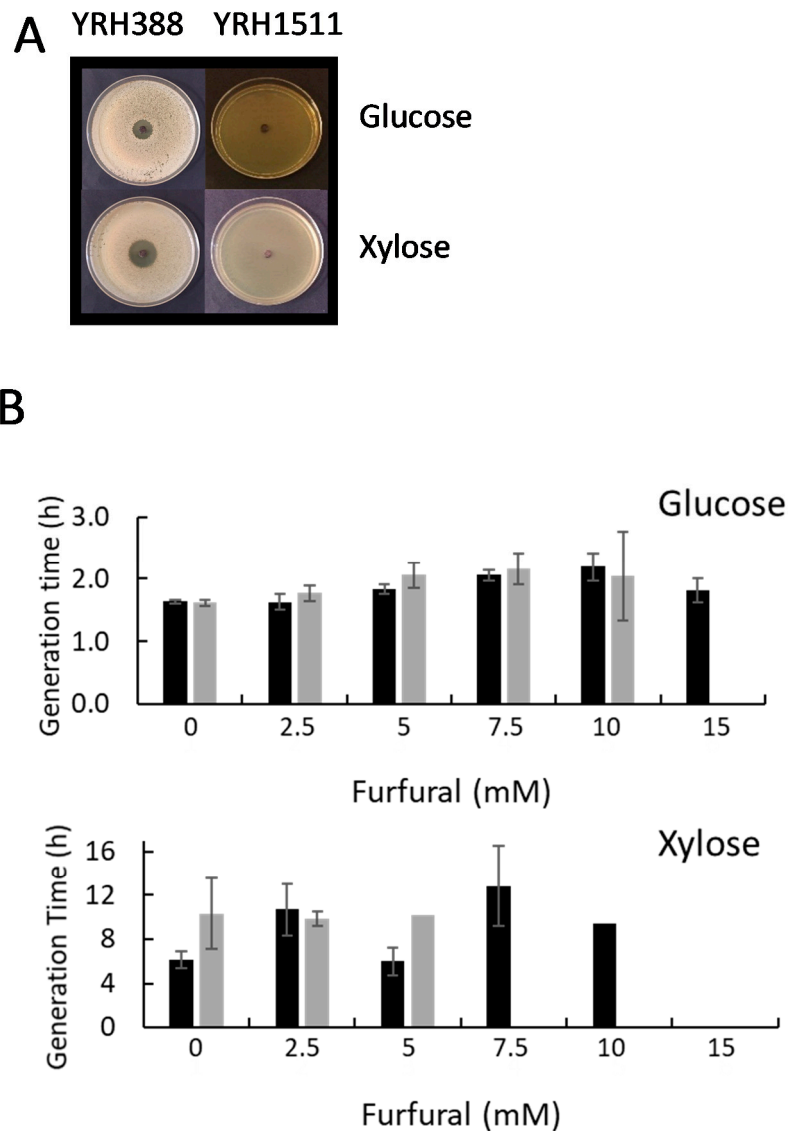 A
YRH388 YRH1511
Glucose
Xylose
B
Glucose
Generation time (h)
3.0
2.0
1.0
0.0
0 2.5 5 7.5 10 15
Furfural (mM)
Xylose
Generation Time (h)
16
12
8
4
0
0 2.5 5 7.5 10 15
Furfural (mM)